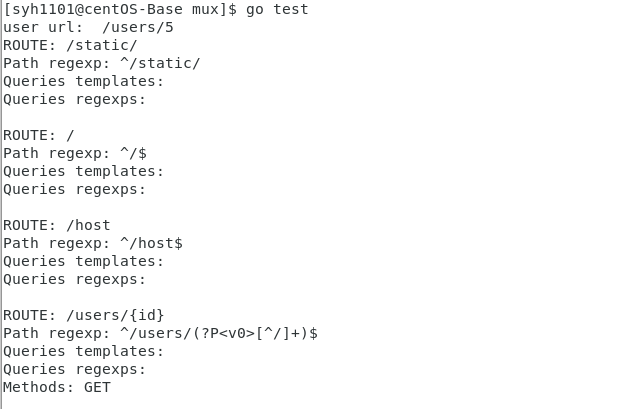 [syh1101@centOS-Base mux]$ go test
user url:  /users/5
ROUTE: /static/
Path regexp: ^/static/
Queries templates:
Queries regexps:
ROUTE: /
Path regexp: ^/$
Queries templates:
Queries regexps:
ROUTE: /host
Path regexp: ^/host$
Queries templates:
Queries regexps:
ROUTE: /users/{id}
Path regexp: ^/users/(?P<v0>[^/]+)$
Queries templates:
Queries regexps:
Methods: GET